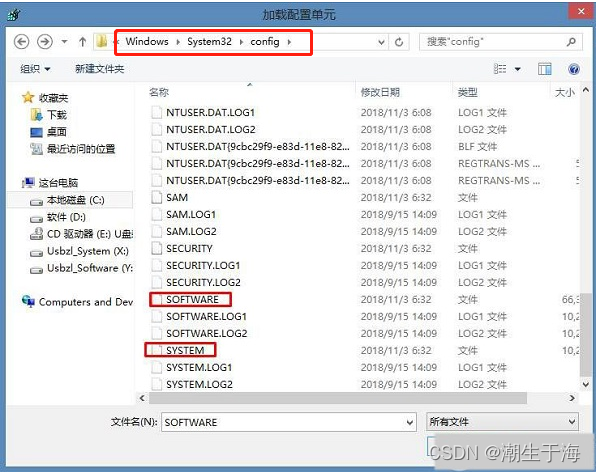 加载配置单元
« Windows › System32 › config ›
搜索"config"
组织 新建文件夹
名称 修改日期 类型 大小
收藏夹
下载
桌面
最近访问的位置
这台电脑
本地磁盘 (C:)
软件 (D:)
CD 驱动器 (E:) U盘
Usbzl_System (X:)
Usbzl_Software (Y:
Computers and Dev
NTUSER.DAT.LOG1 2018/11/3 6:08 LOG1 文件
NTUSER.DAT.LOG2 2018/11/3 6:08 LOG2 文件
NTUSER.DAT{9cbc29f9-e83d-11e8-82... 2018/11/3 6:08 BLF 文件
NTUSER.DAT{9cbc29f9-e83d-11e8-82... 2018/11/3 6:08 REGTRANS-MS ... 5
NTUSER.DAT{9cbc29f9-e83d-11e8-82... 2018/11/3 6:08 REGTRANS-MS ... 5
SAM 2018/11/3 6:32 文件
SAM.LOG1 2018/9/15 14:09 LOG1 文件
SAM.LOG2 2018/9/15 14:09 LOG2 文件
SECURITY 2018/11/3 6:32 文件
SECURITY.LOG1 2018/9/15 14:09 LOG1 文件
SECURITY.LOG2 2018/9/15 14:09 LOG2 文件
SOFTWARE 2018/11/3 6:32 文件 66,3
SOFTWARE.LOG1 2018/9/15 14:09 LOG1 文件 10,2
SOFTWARE.LOG2 2018/9/15 14:09 LOG2 文件 10,2
SYSTEM 2018/11/3 6:32 文件 10,2
SYSTEM.LOG1 2018/9/15 14:09 LOG1 文件
SYSTEM.LOG2 2018/9/15 14:09 LOG2 文件
文件名(N): SOFTWARE 所有文件
CSDN @潮生于海